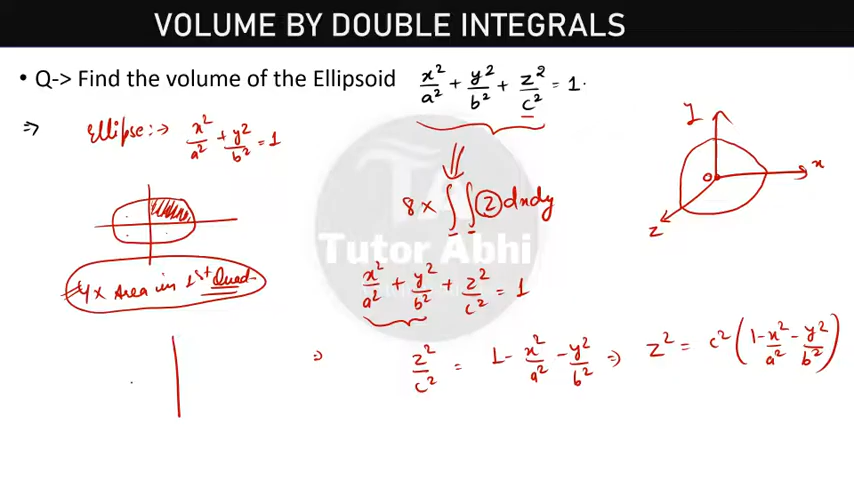 VOLUME BY DOUBLE INTEGRALS
• Q-> Find the volume of the Ellipsoid x²/a² + y²/b² + z²/c² = 1.
⇒ Ellipse:→ x²/a² + y²/b² = 1
y
x
O
z
8 × ∫∫ z dxdy
Tutor Abhi
4 × Area in 1st Quad.
x²/a² + y²/b² + z²/c² = 1
⇒ z²/c² = 1 - x²/a² - y²/b² ⇒ z² = c² (1 - x²/a² - y²/b²)